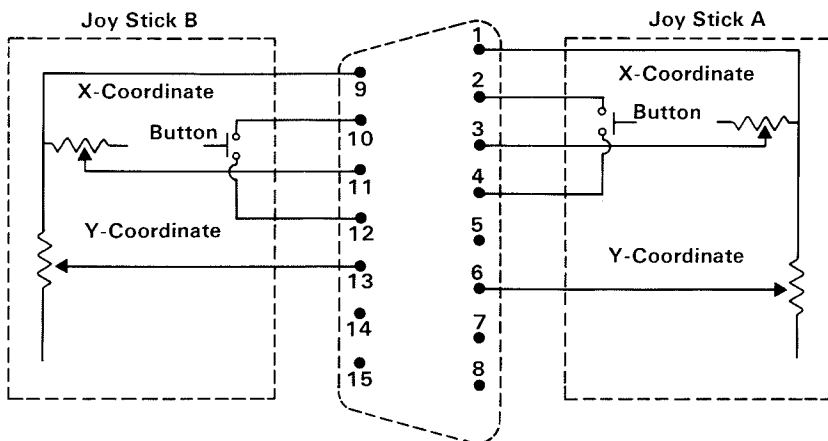 Joy Stick B
Joy Stick A
X-Coordinate
Button
Y-Coordinate
9
10
11
12
13
14
15
1
2
3
4
5
6
7
8
X-Coordinate
Button
Y-Coordinate